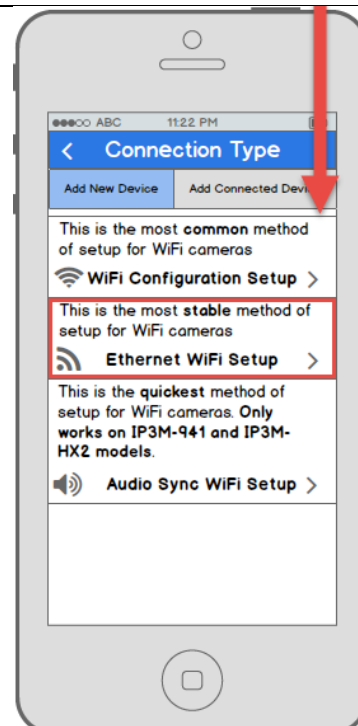 ABC 11:22 PM
Connection Type
Add New Device Add Connected
This is the most common method
of setup for WiFi cameras
WiFi Configuration Setup
This is the most stable method of
setup for WiFi cameras
Ethernet WiFi Setup
This is the quickest method of
setup for WiFi cameras. Only
works on IP3M-941 and IP3M-
HX2 models.
Audio Sync WiFi Setup